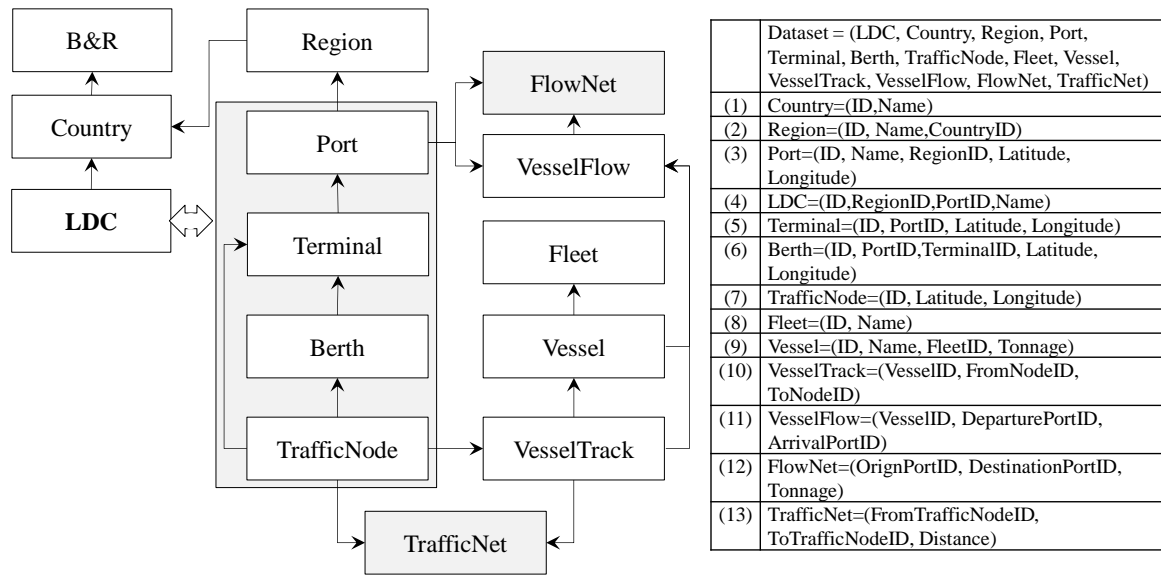 B&R
Region
FlowNet
Country
Port
VesselFlow
LDC
Terminal
Fleet
Berth
Vessel
TrafficNode
VesselTrack
TrafficNet
Dataset = (LDC, Country, Region, Port,
Terminal, Berth, TrafficNode, Fleet, Vessel,
VesselTrack, VesselFlow, FlowNet, TrafficNet)
(1) Country=(ID,Name)
(2) Region=(ID, Name,CountryID)
(3) Port=(ID, Name, RegionID, Latitude,
Longitude)
(4) LDC=(ID,RegionID,PortID,Name)
(5) Terminal=(ID, PortID, Latitude, Longitude)
(6) Berth=(ID, PortID,TerminalID, Latitude,
Longitude)
(7) TrafficNode=(ID, Latitude, Longitude)
(8) Fleet=(ID, Name)
(9) Vessel=(ID, Name, FleetID, Tonnage)
(10) VesselTrack=(VesselID, FromNodeID,
ToNodeID)
(11) VesselFlow=(VesselID, DeparturePortID,
ArrivalPortID)
(12) FlowNet=(OrignPortID, DestinationPortID,
Tonnage)
(13) TrafficNet=(FromTrafficNodeID,
ToTrafficNodeID, Distance)